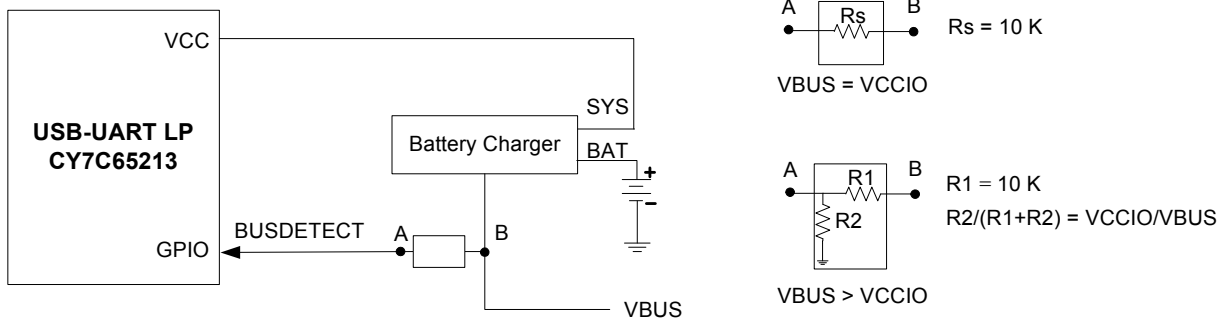 VCC
USB-UART LP
CY7C65213
GPIO
BUSDETECT
A
B
Battery Charger
SYS
BAT
+
-
VBUS
A
Rs
B
Rs = 10 K
VBUS = VCCIO
A
R1
B
R2
R1 = 10 K
R2/(R1+R2) = VCCIO/VBUS
VBUS > VCCIO